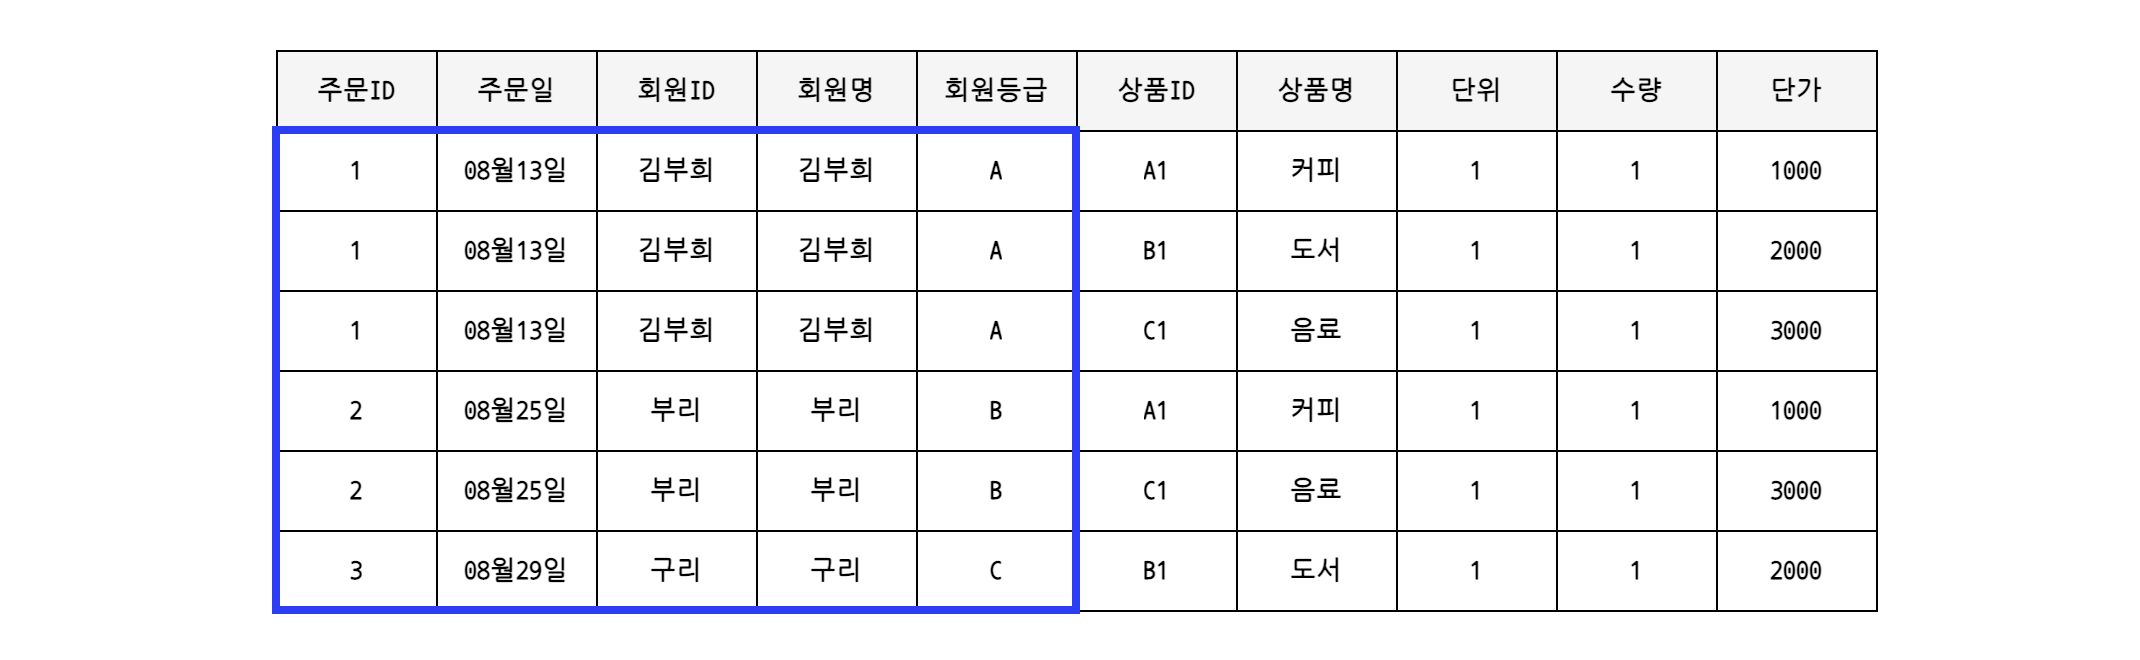 주문ID 주문일 회원ID 회원명 회원등급 상품ID 상품명 단위 수량 단가
1 08월13일 김부희 김부희 A A1 커피 1 1 1000
1 08월13일 김부희 김부희 A B1 도서 1 1 2000
1 08월13일 김부희 김부희 A C1 음료 1 1 3000
2 08월25일 부리 부리 B A1 커피 1 1 1000
2 08월25일 부리 부리 B C1 음료 1 1 3000
3 08월29일 구리 구리 C B1 도서 1 1 2000